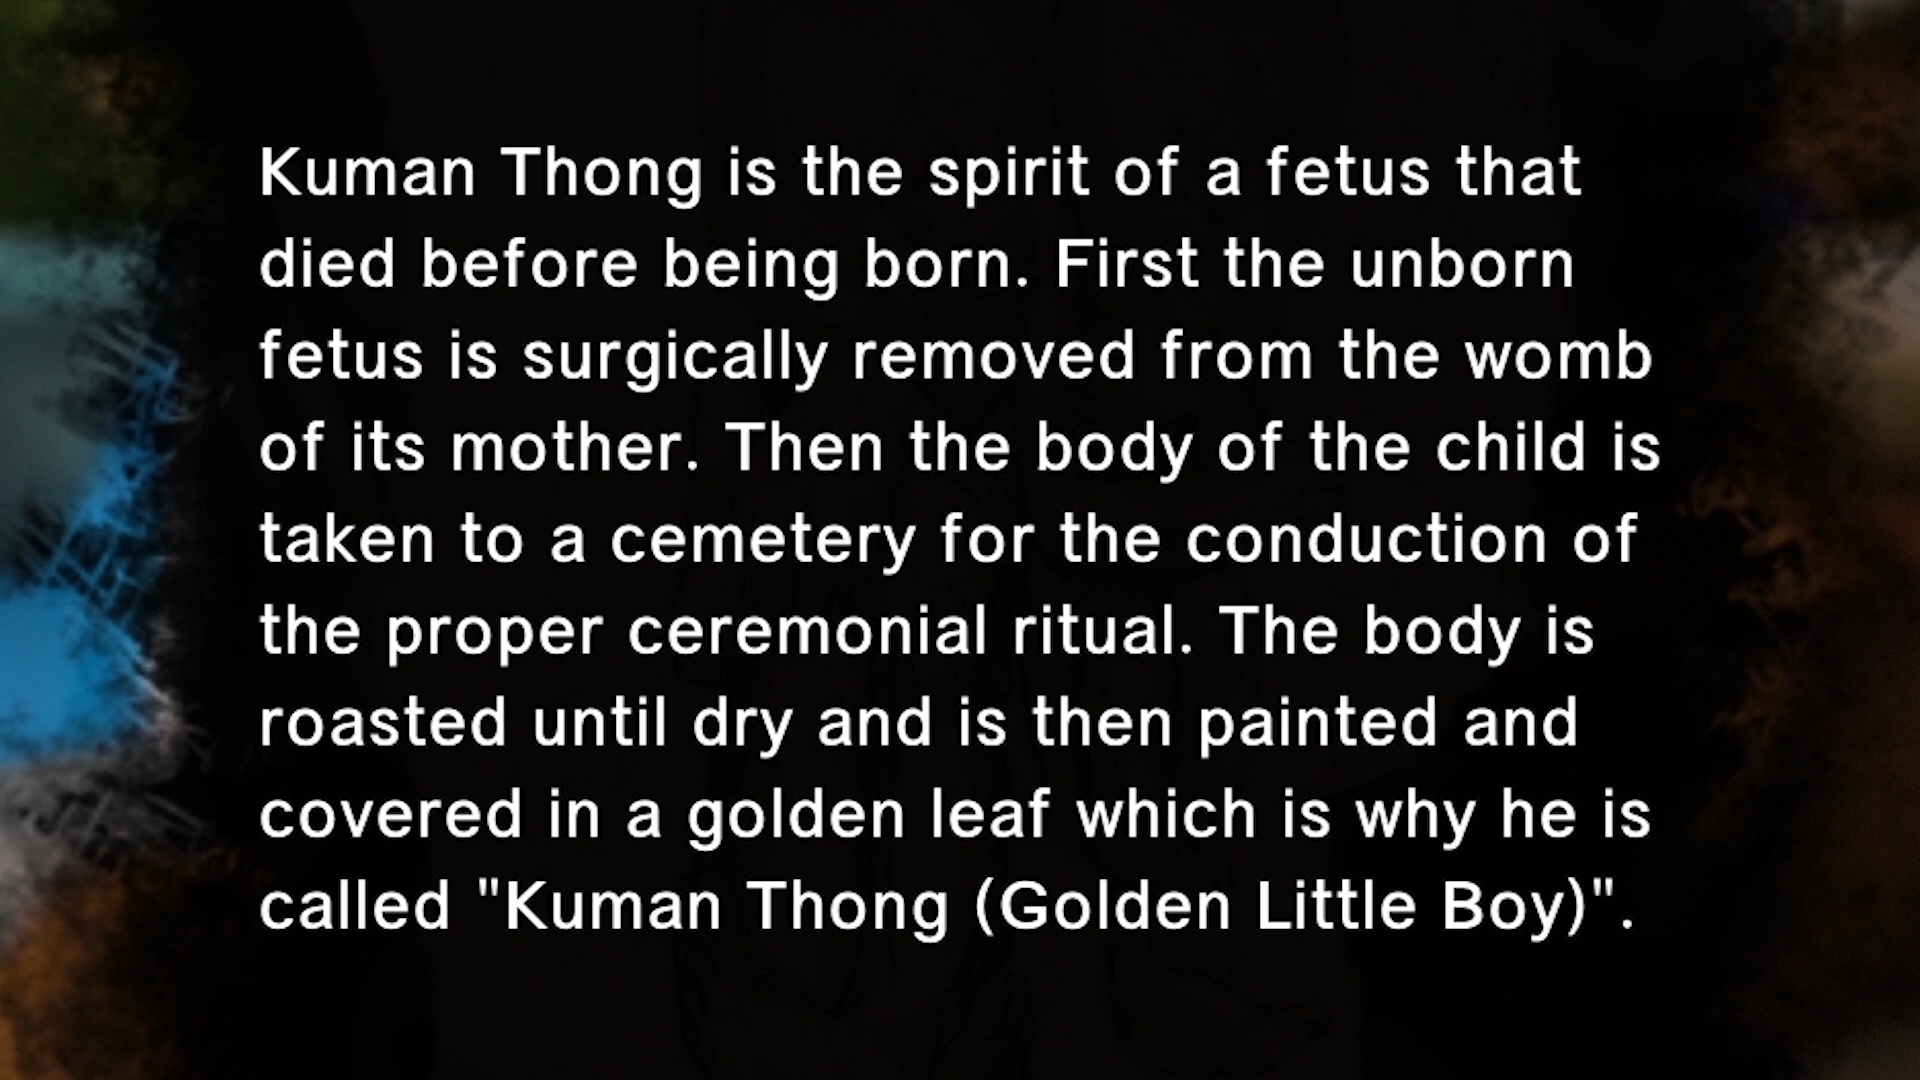 Kuman Thong is the spirit of a fetus that
died before being born. First the unborn
fetus is surgically removed from the womb
of its mother. Then the body of the child is
taken to a cemetery for the conduction of
the proper ceremonial ritual. The body is
roasted until dry and is then painted and
covered in a golden leaf which is why he is
called "Kuman Thong (Golden Little Boy)".